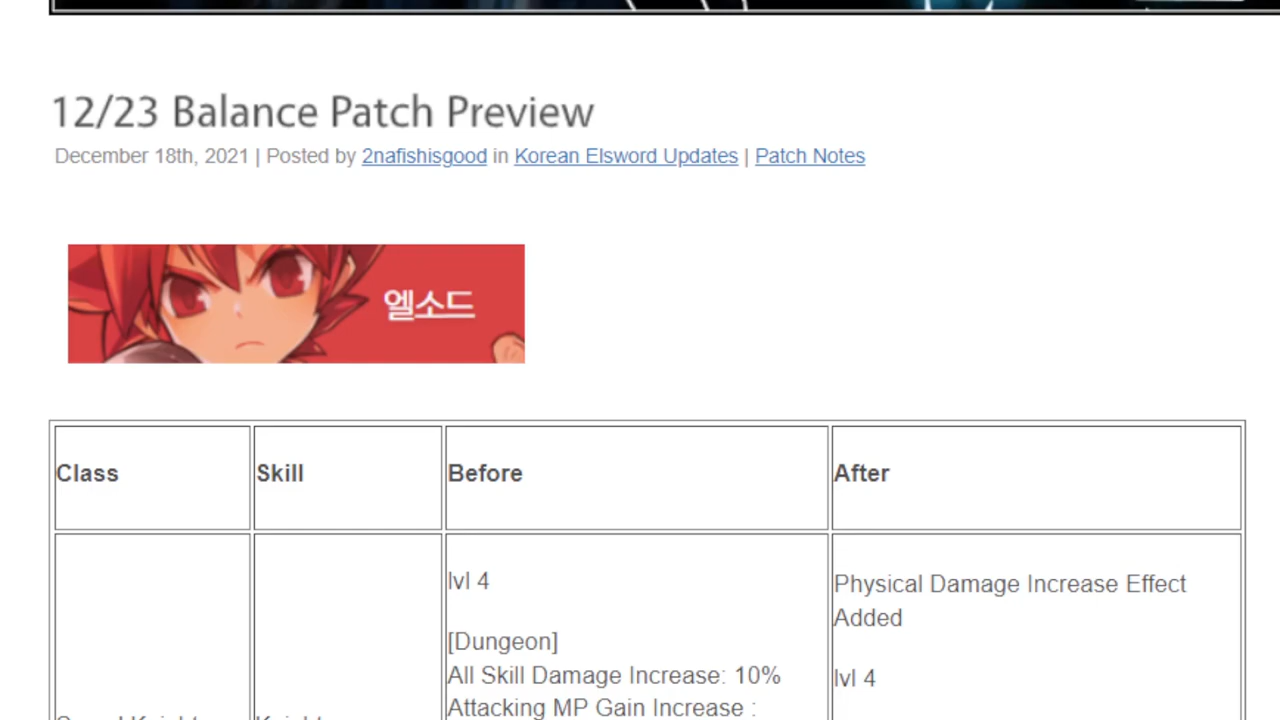 12/23 Balance Patch Preview
December 18th, 2021 | Posted by 2nafishisgood in Korean Elsword Updates | Patch Notes
엘소드
Class
Skill
Before
After
lvl 4
[Dungeon]
All Skill Damage Increase: 10%
Attacking MP Gain Increase :
Physical Damage Increase Effect
Added
lvl 4